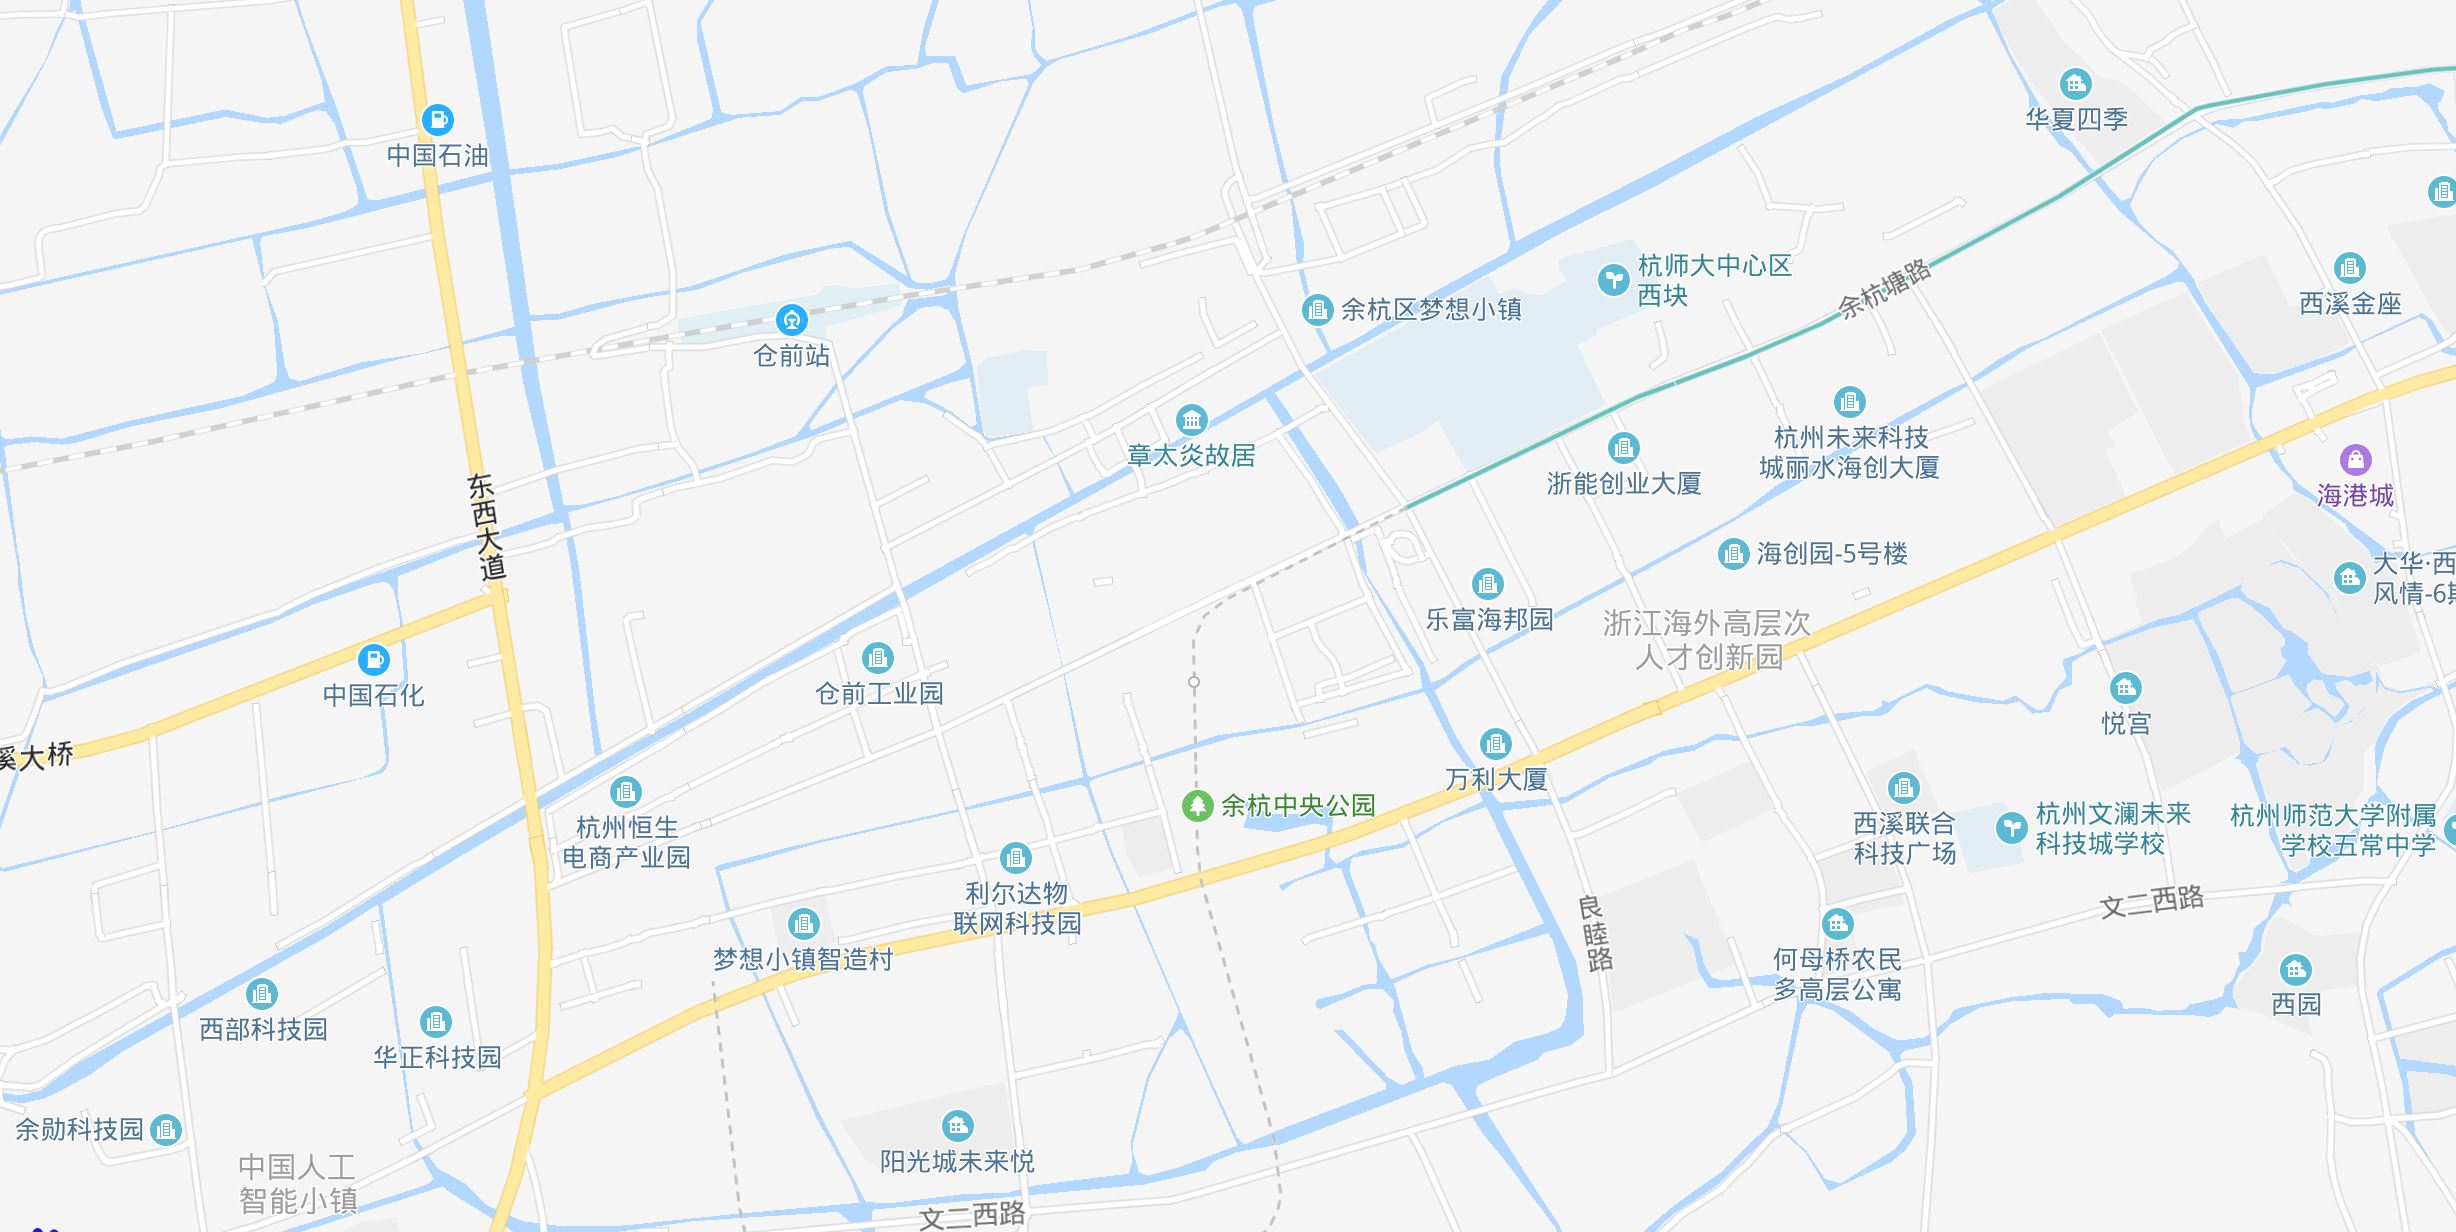 华夏四季
中国石油
杭师大中心区
西块
余杭塘路
西溪金座
余杭区梦想小镇
仓前站
章太炎故居
杭州未来科技
城丽水海创大厦
浙能创业大厦
海港城
东西大道
海创园-5号楼
大华·西
风情-6
乐富海邦园
浙江海外高层次
人才创新园
中国石化
仓前工业园
悦宫
溪大桥
万利大厦
余杭中央公园
杭州恒生
电商产业园
西溪联合
科技广场
杭州文澜未来
科技城学校
杭州师范大学附属
学校五常中学
利尔达物
联网科技园
文二西路
良睦路
梦想小镇智造村
何母桥农民
多高层公寓
西园
西部科技园
华正科技园
余勋科技园
阳光城未来悦
中国人工
智能小镇
文二西路